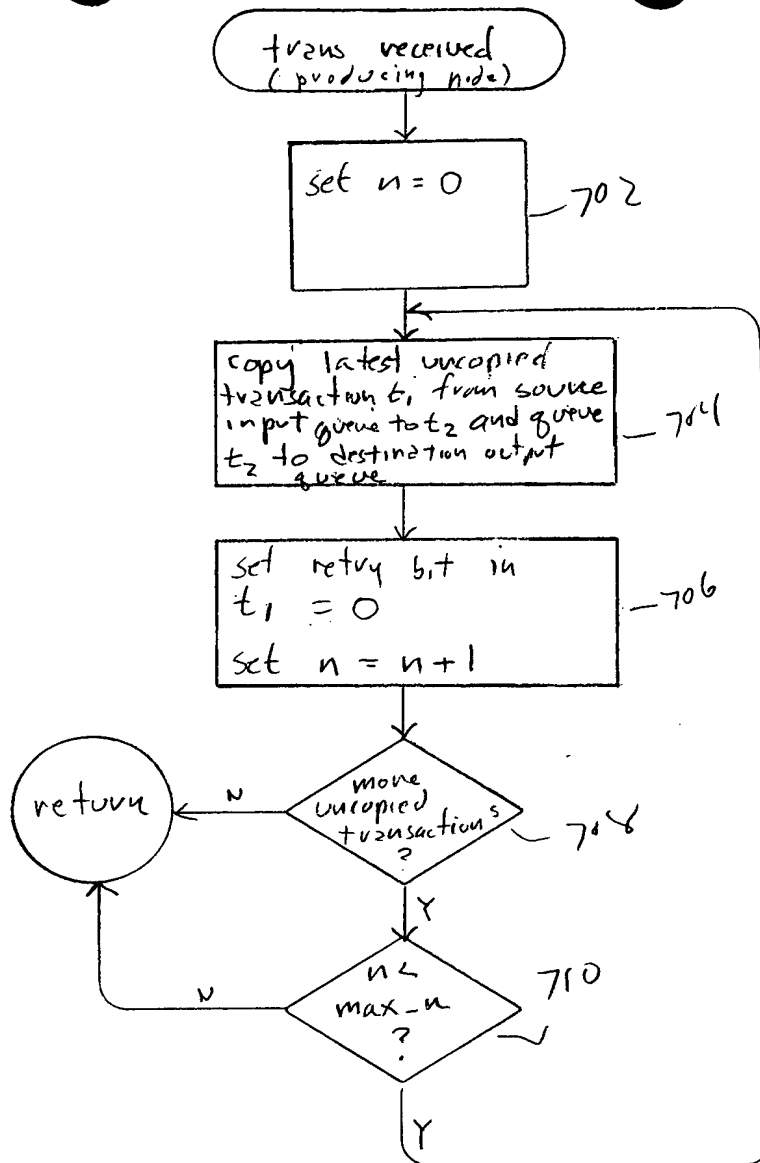 trans received
(producing node)
set n = 0
702
copy latest uncopied
transaction t₁ from source
input queue to t₂ and queue
t₂ to destination output
queue
704
set retry bit in
t₁ = 0
set n = n+1
706
return
N
more
uncopied
transactions
?
708
Y
N
n <
max_n
?
710
Y